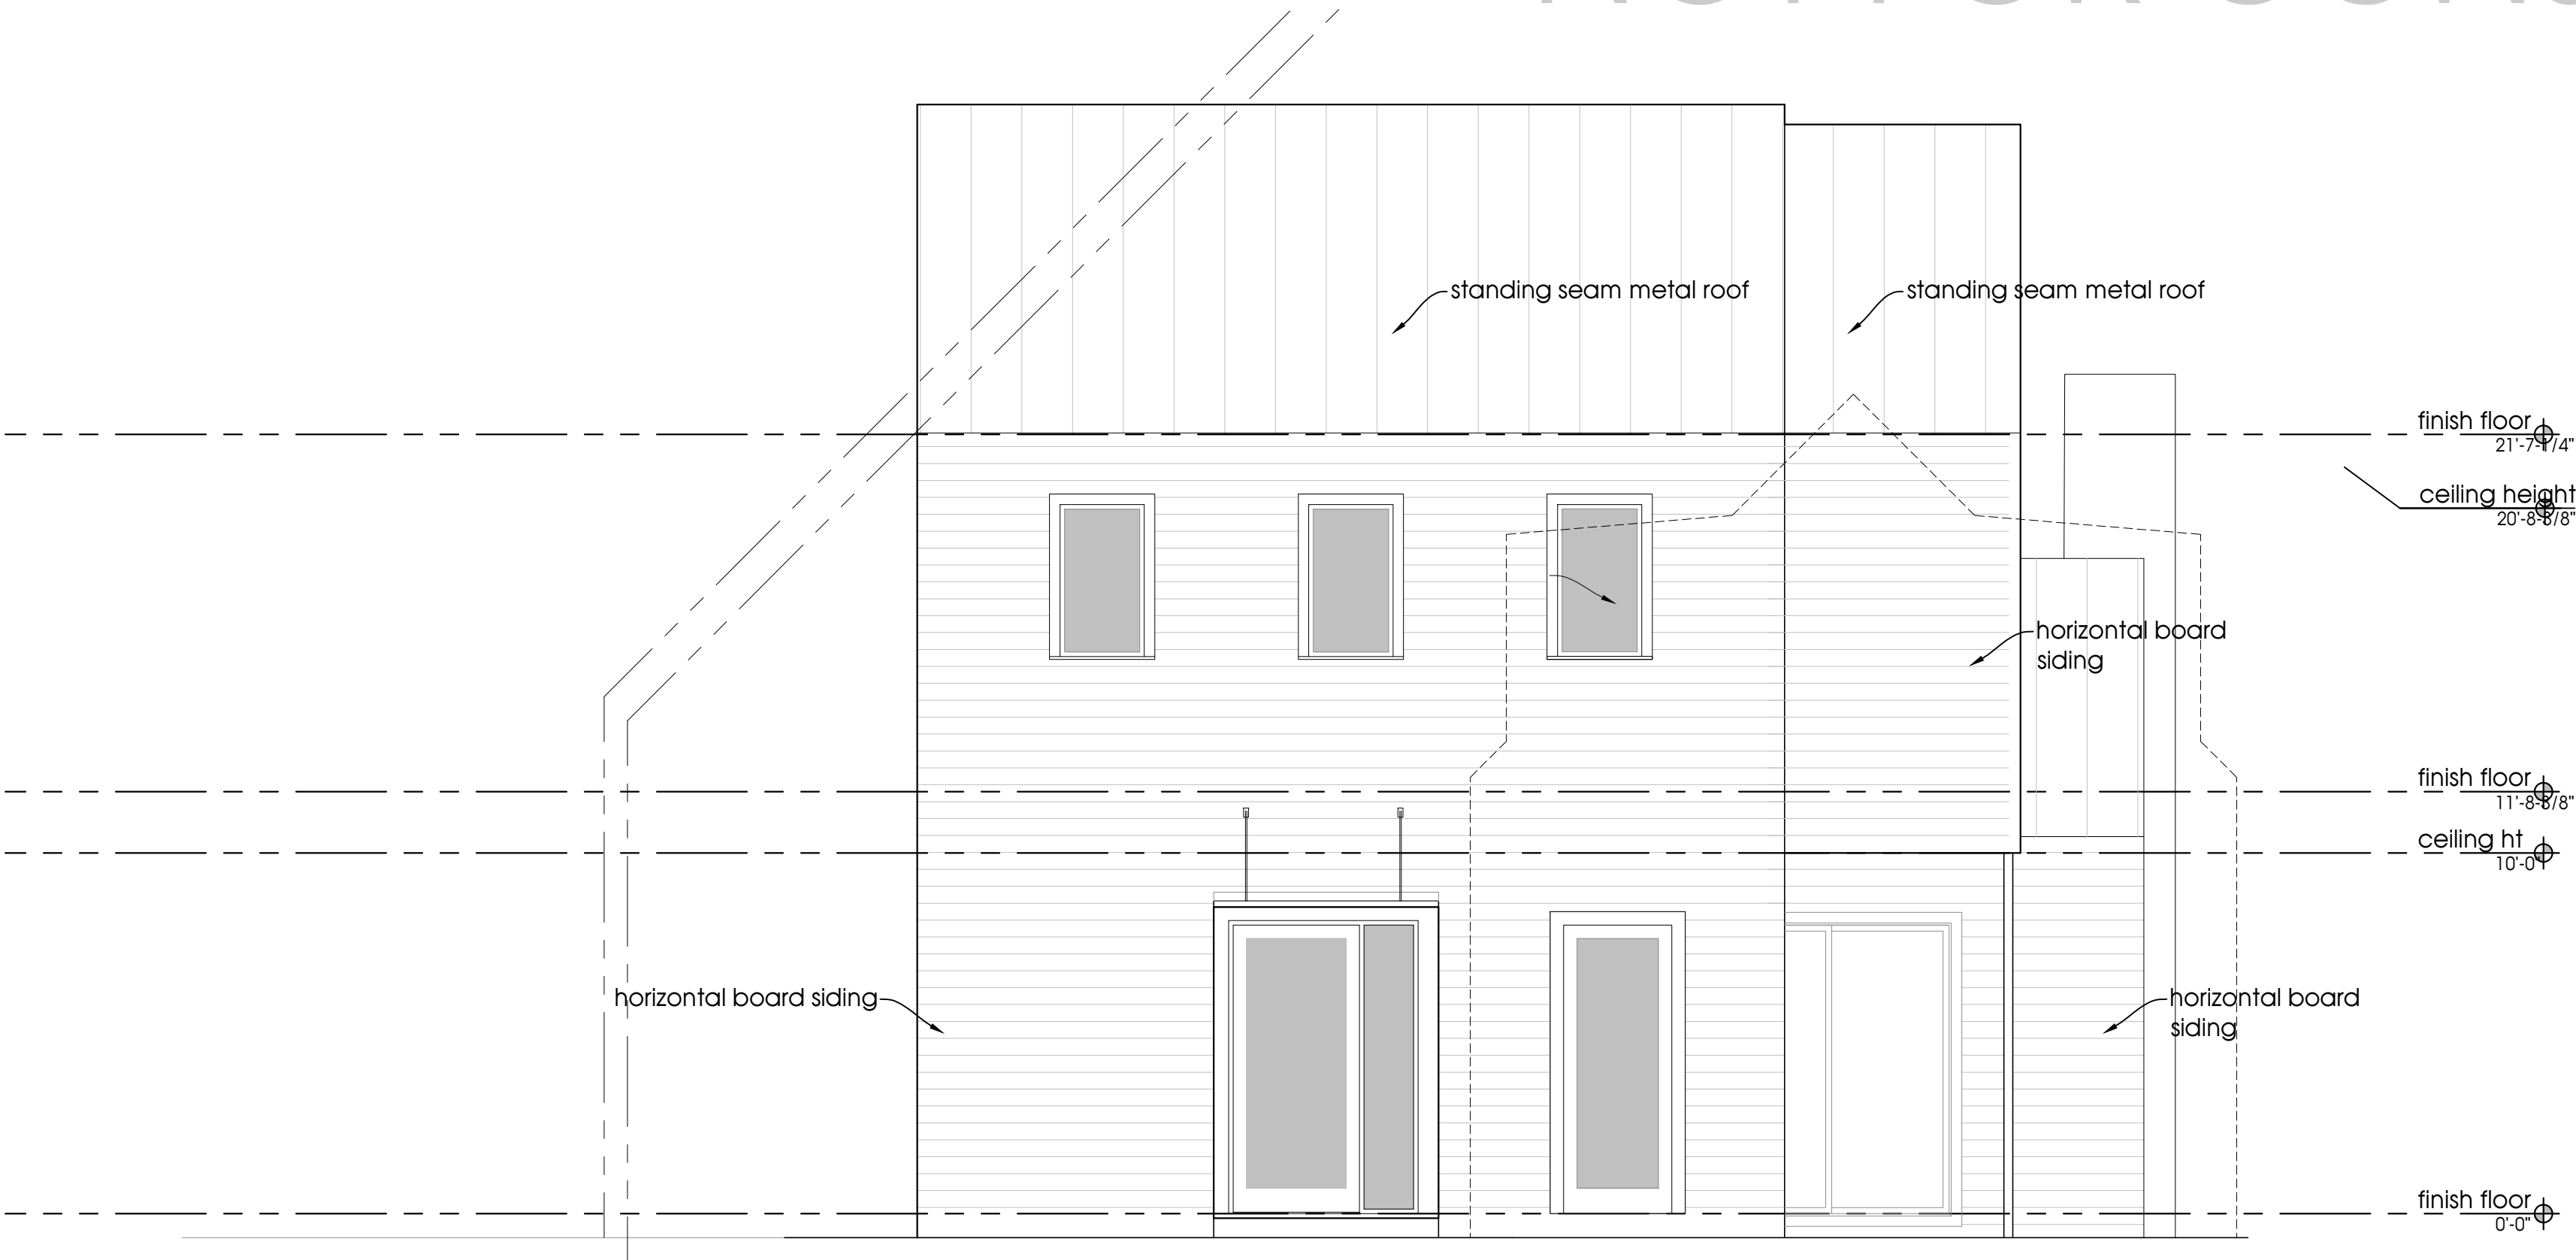 standing seam metal roof
standing seam metal roof
finish floor
21'-7-1/4"
ceiling height
20'-8-3/8"
horizontal board
siding
finish floor
11'-8-3/8"
ceiling ht
10'-0"
horizontal board siding
horizontal board
siding
finish floor
0'-0"